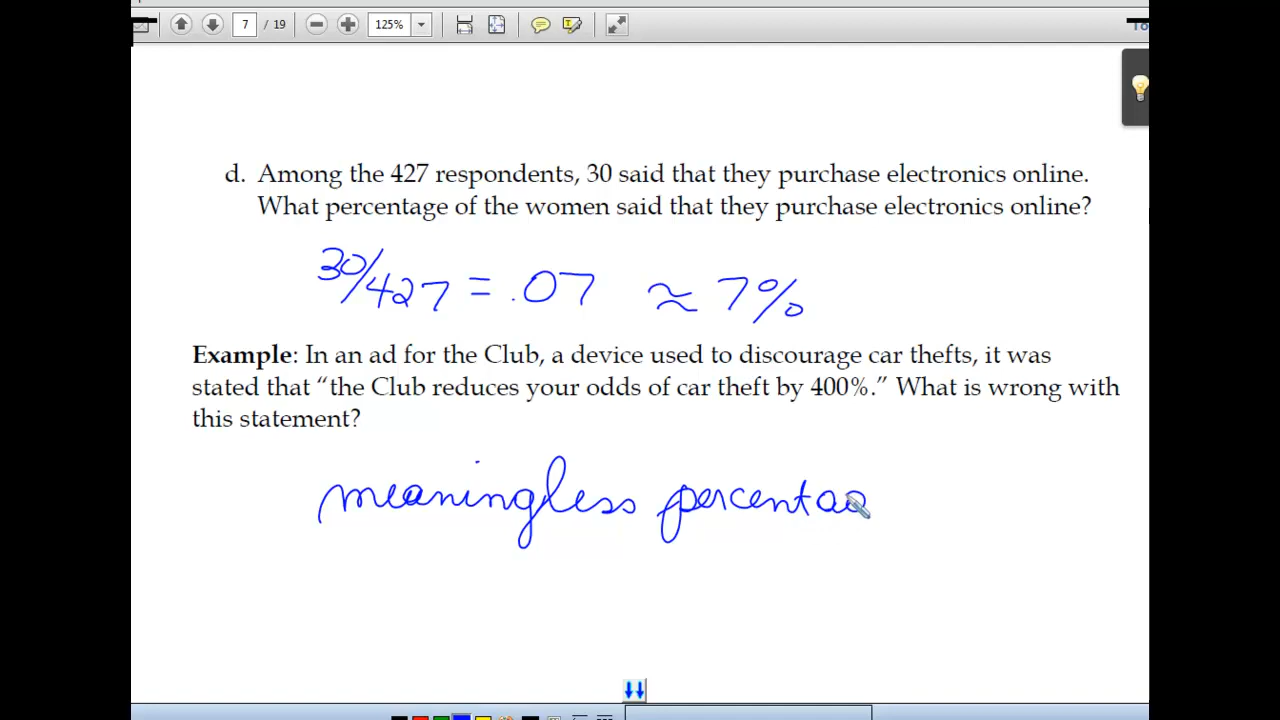 7 / 19 125%
d. Among the 427 respondents, 30 said that they purchase electronics online.
What percentage of the women said that they purchase electronics online?
30/427 = .07 ≈ 7%
Example: In an ad for the Club, a device used to discourage car thefts, it was
stated that “the Club reduces your odds of car theft by 400%.” What is wrong with
this statement?
meaningless percenta